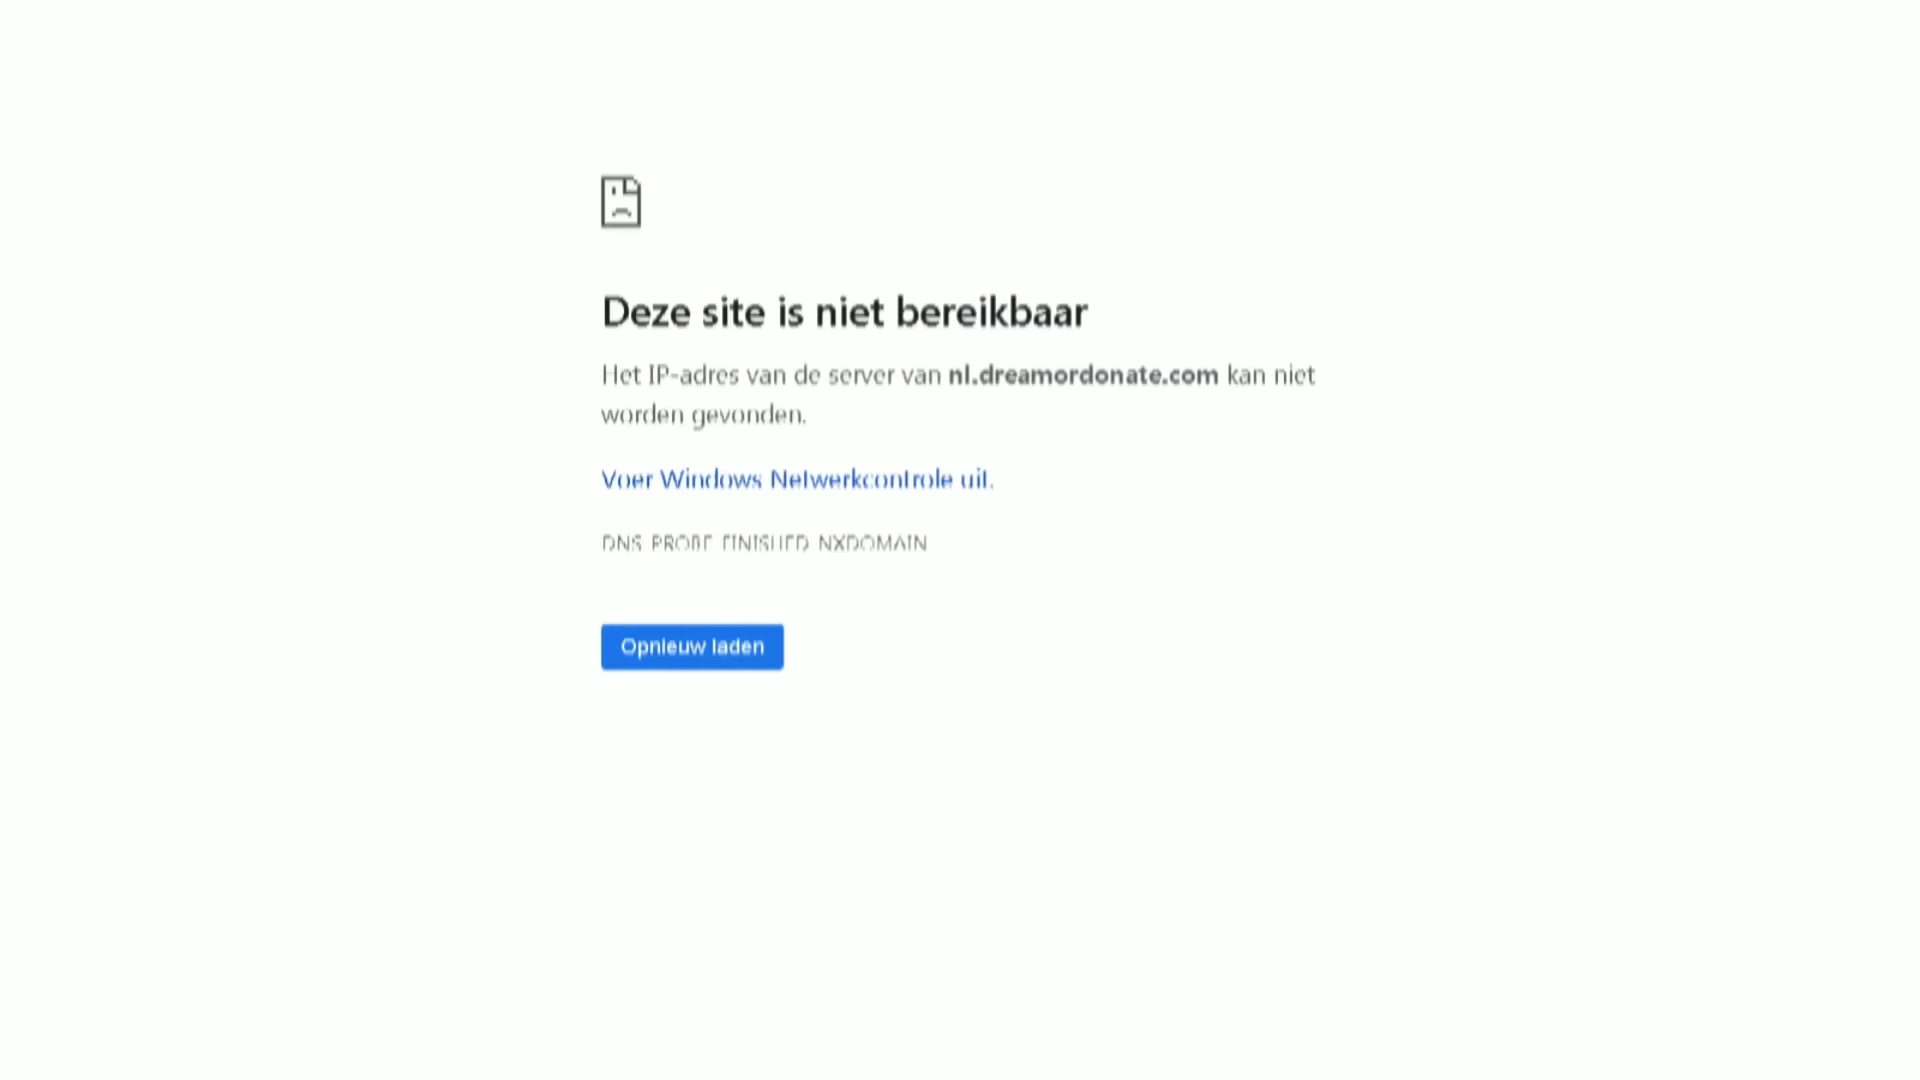 Deze site is niet bereikbaar
Het IP-adres van de server van nl.dreamordonate.com kan niet
worden gevonden.
Voer Windows Netwerkcontrole uit.
DNS_PROBE_FINISHED_NXDOMAIN
Opnieuw laden